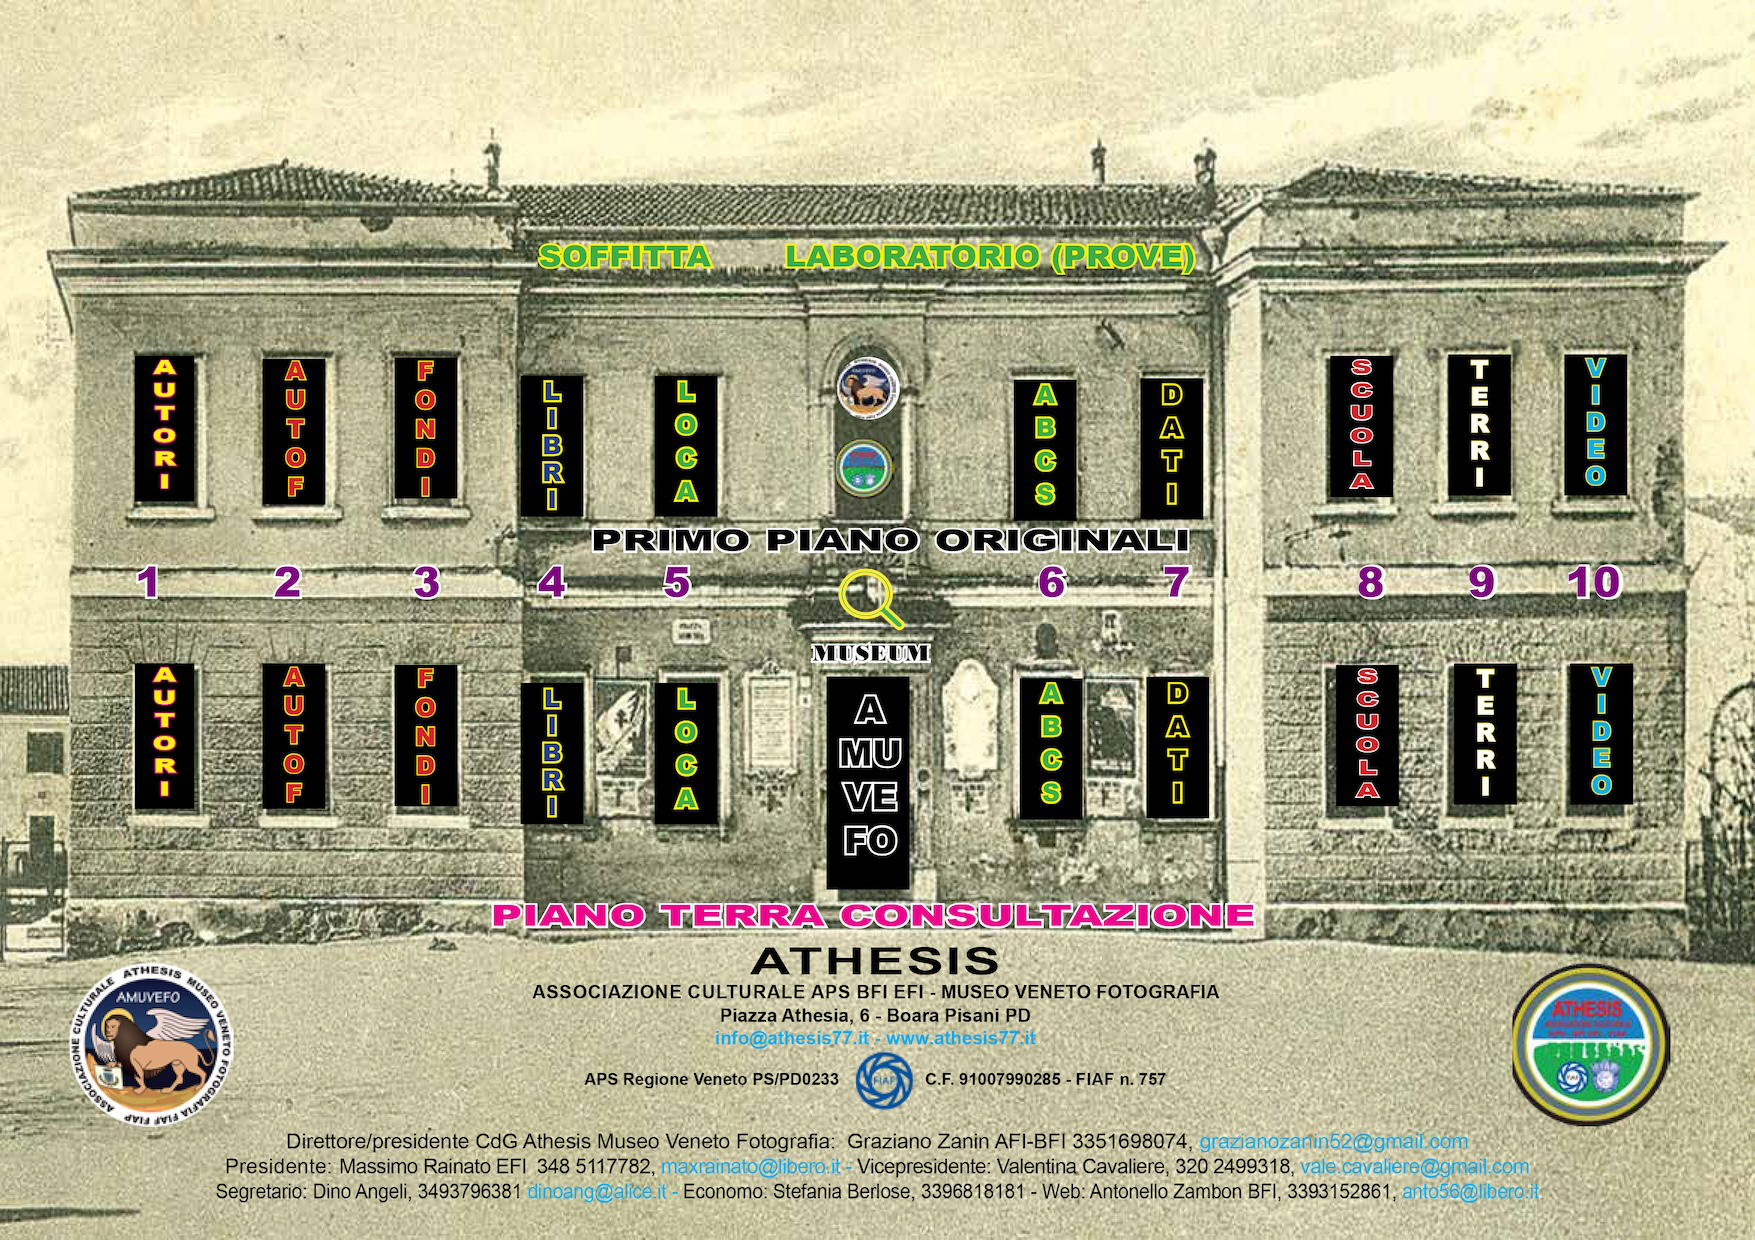 SOFFITTA LABORATORIO (PROVE)
AUTORI
AUTOF
FONDI
LIBRI
LOCA
ABCS
DATI
SCUOLA
TERRI
VIDEO
PRIMO PIANO ORIGINALI
1 2 3 4 5 6 7 8 9 10
MUSEUM
AUTORI
AUTOF
FONDI
LIBRI
LOCA
A
MU
VE
FO
ABCS
DATI
SCUOLA
TERRI
VIDEO
PIANO TERRA CONSULTAZIONE
ATHESIS
ASSOCIAZIONE CULTURALE APS BFI EFI - MUSEO VENETO FOTOGRAFIA
Piazza Athesia, 6 - Boara Pisani PD
info@athesis77.it - www.athesis77.it
APS Regione Veneto PS/PD0233 FIAF C.F. 91007990285 - FIAF n. 757
ASSOCIAZIONE CULTURALE ATHESIS MUSEO VENETO FOTOGRAFIA FIAF FIAP
AMUVEFO
ATHESIS
Direttore/presidente CdG Athesis Museo Veneto Fotografia: Graziano Zanin AFI-BFI 3351698074, grazianozanin52@gmail.com
Presidente: Massimo Rainato EFI 348 5117782, maxrainato@libero.it - Vicepresidente: Valentina Cavaliere, 320 2499318, vale.cavaliere@gmail.com
Segretario: Dino Angeli, 3493796381 dinoang@alice.it - Economo: Stefania Berlose, 3396818181 - Web: Antonello Zambon BFI, 3393152861, anto56@libero.it